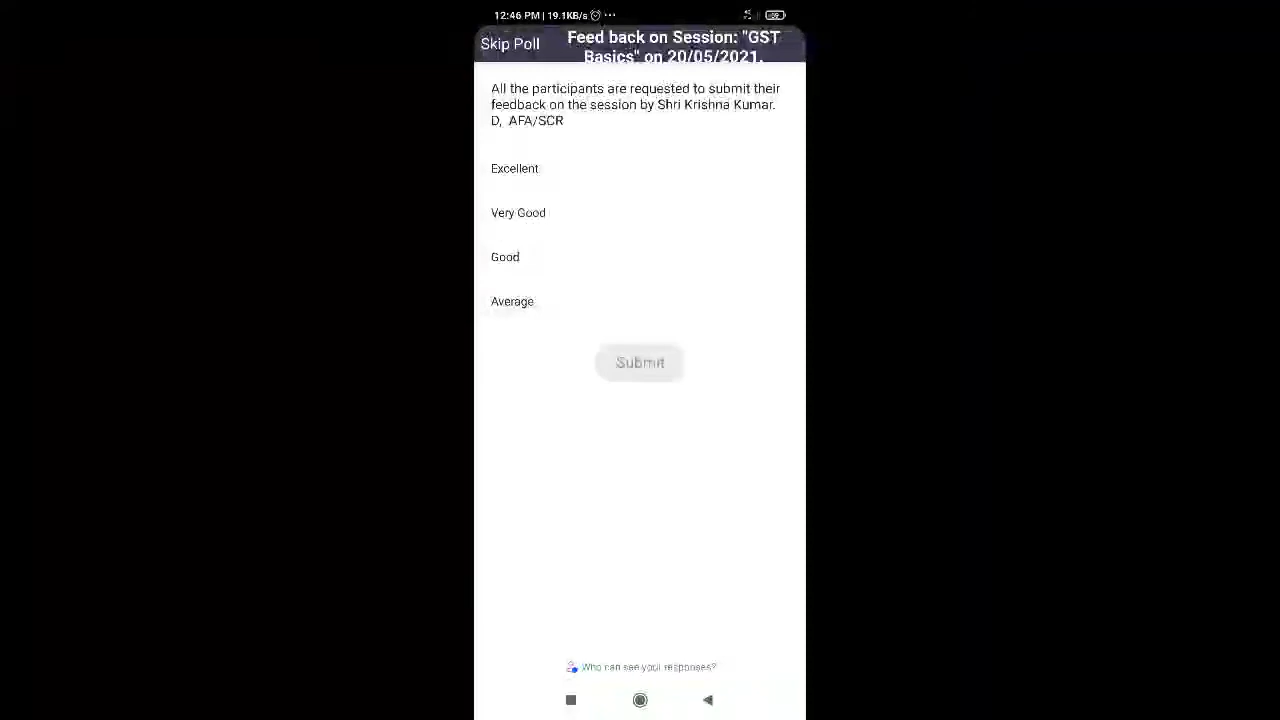 12:46 PM | 19.1KB/s ...
Skip Poll
Feed back on Session: "GST
Basics" on 20/05/2021.
All the participants are requested to submit their
feedback on the session by Shri Krishna Kumar.
D, AFA/SCR
Excellent
Very Good
Good
Average
Submit
Who can see your responses?